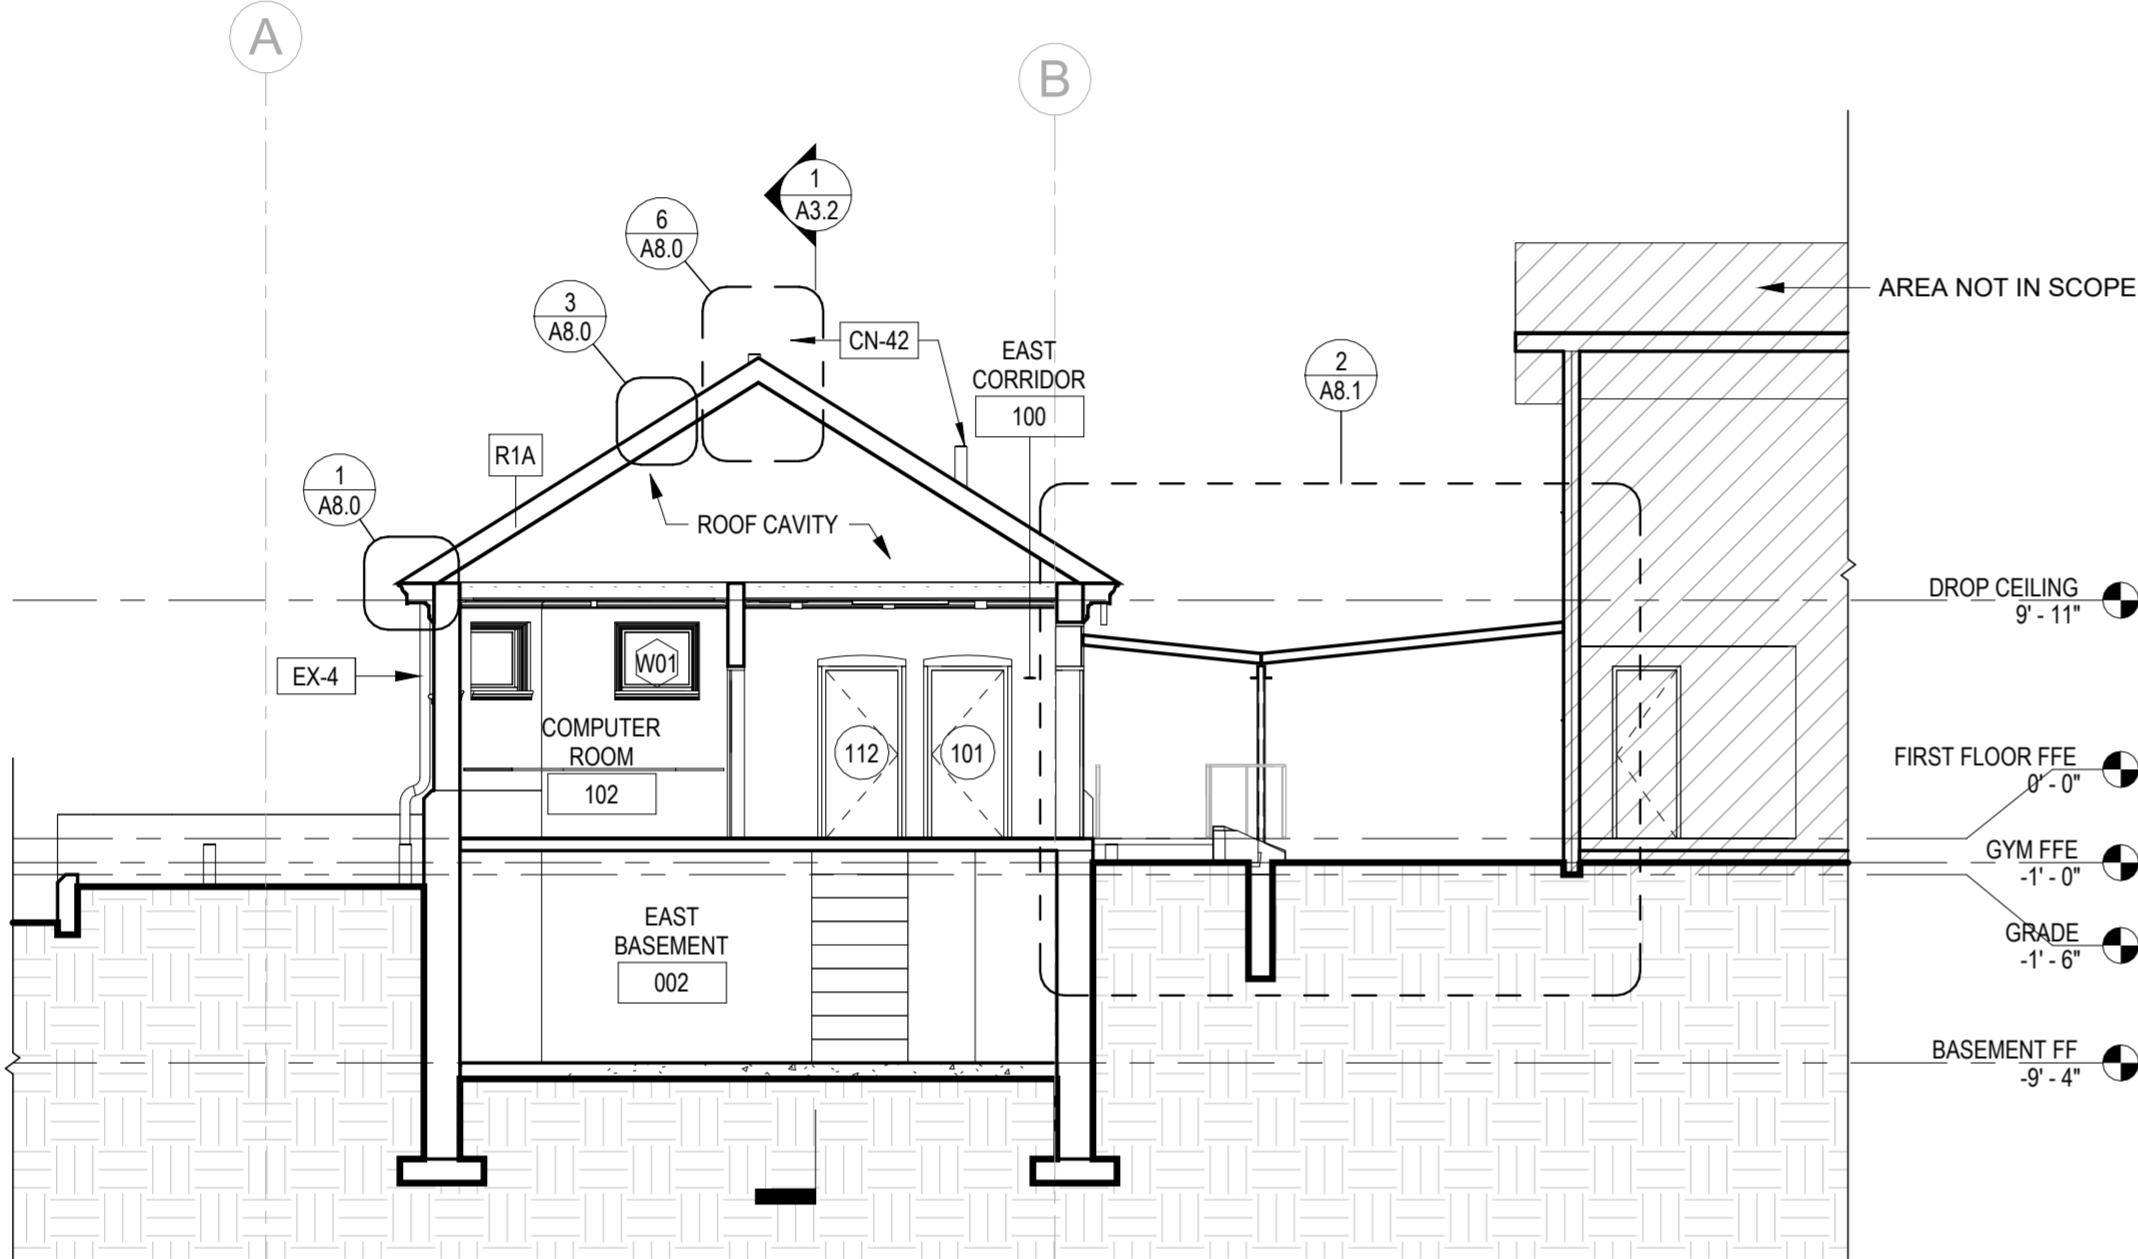 A
B
1
A3.2
6
A8.0
3
A8.0
AREA NOT IN SCOPE
CN-42
EAST
CORRIDOR
100
2
A8.1
R1A
1
A8.0
ROOF CAVITY
DROP CEILING
9' - 11"
EX-4
W01
COMPUTER
ROOM
102
112
101
FIRST FLOOR FFE
0' - 0"
GYM FFE
-1' - 0"
EAST
BASEMENT
002
GRADE
-1' - 6"
BASEMENT FF
-9' - 4"